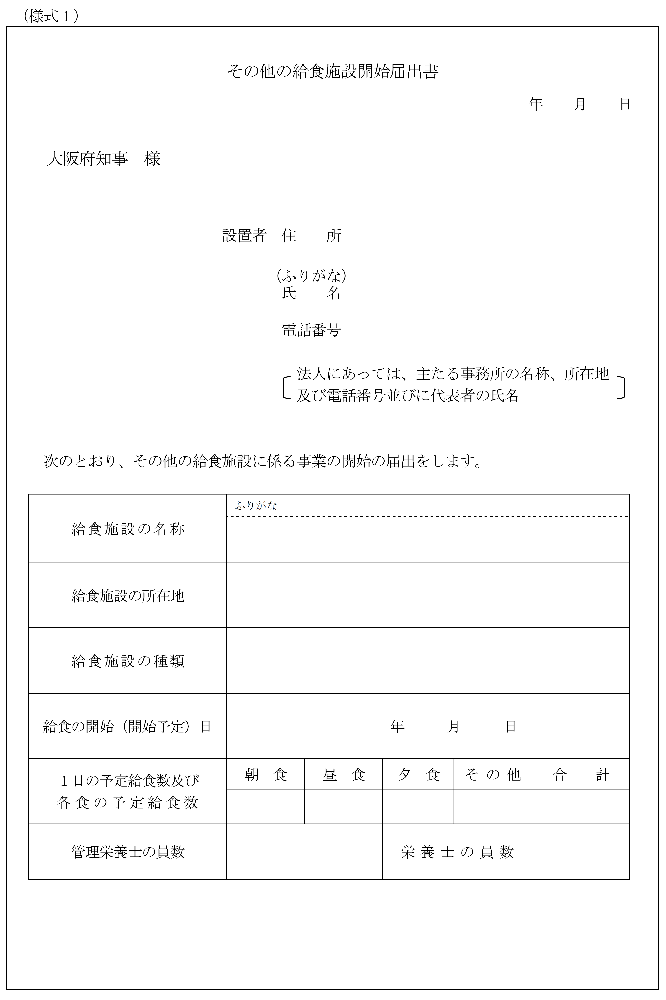 （様式１）
その他の給食施設開始届出書
年　　月　　日
大阪府知事　様
設置者　住　　所
（ふりがな）
氏　　名
電話番号
法人にあっては、主たる事務所の名称、所在地
及び電話番号並びに代表者の氏名
次のとおり、その他の給食施設に係る事業の開始の届出をします。
ふりがな
給食施設の名称
給食施設の所在地
給食施設の種類
給食の開始（開始予定）日　年　　月　　日
１日の予定給食数及び
各食の予定給食数
朝　食　昼　食　夕　食　その他　合　　計
管理栄養士の員数　栄養士の員数